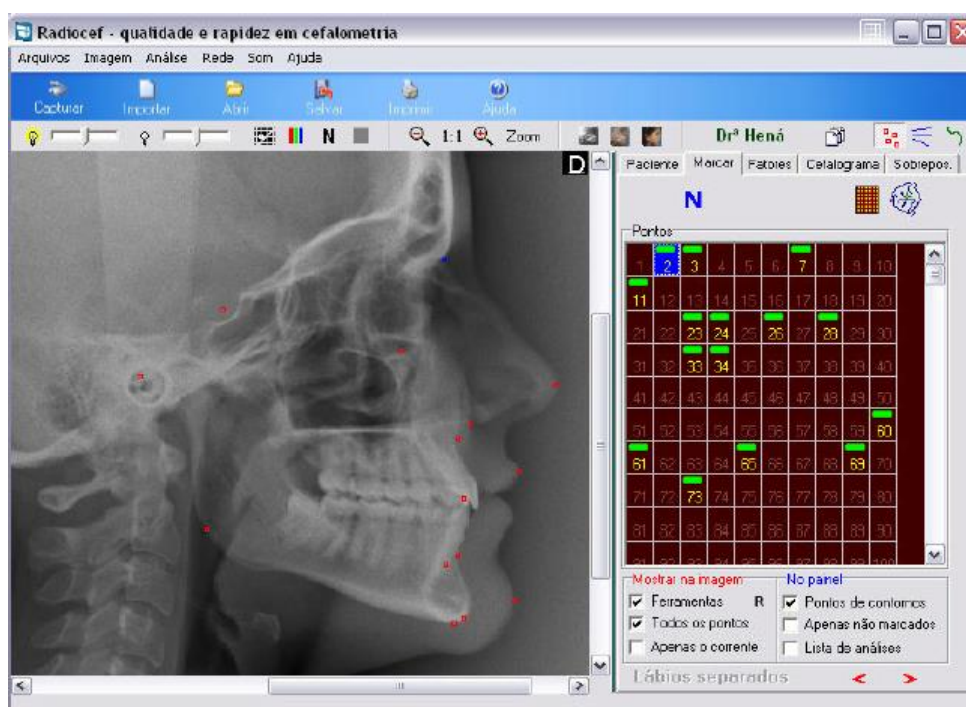 Radiocef - qualidade e rapidez em cefalometria
Arquivos Imagem Análise Rede Som Ajuda
Capturar Importar Abrir Salvar Imprimir Ajuda
N 1:1 Zoom Drª Hená
D
Paciente Marcar Fatores Cefalograma Sobrepos.
N
Pontos
1 2 3 4 5 6 7 8 9 10
11 12 13 14 15 16 17 18 19 20
21 22 23 24 25 26 27 28 29 30
31 32 33 34 35 36 37 38 39 40
41 42 43 44 45 46 47 48 49 50
51 52 53 54 55 56 57 58 59 60
61 62 63 64 65 66 67 68 69 70
71 72 73 74 75 76 77 78 79 80
81 82 83 84 85 86 87 88 89 90
Mostrar na imagem No painel
Ferramentas R Pontos de contornos
Todos os pontos Apenas não marcados
Apenas o corrente Lista de análises
Lábios separados < >